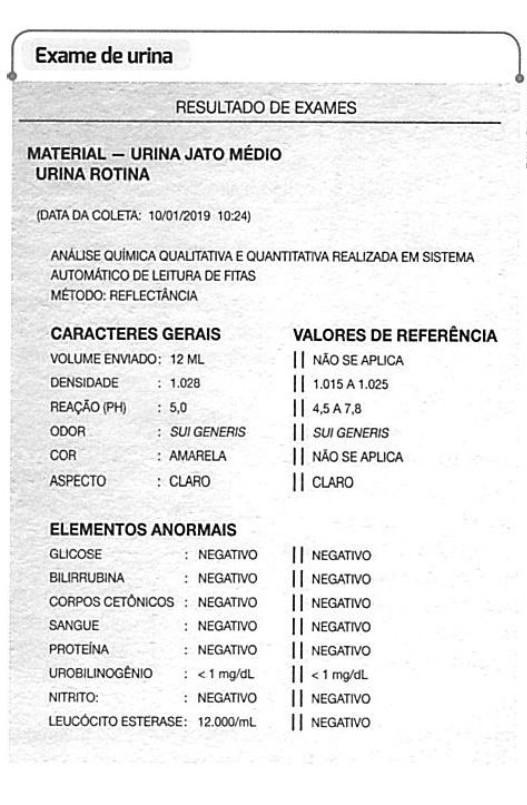 Exame de urina
RESULTADO DE EXAMES
MATERIAL — URINA JATO MÉDIO
URINA ROTINA
(DATA DA COLETA: 10/01/2019 10:24)
ANÁLISE QUÍMICA QUALITATIVA E QUANTITATIVA REALIZADA EM SISTEMA
AUTOMÁTICO DE LEITURA DE FITAS
MÉTODO: REFLECTÂNCIA
CARACTERES GERAIS VALORES DE REFERÊNCIA
VOLUME ENVIADO: 12 ML || NÃO SE APLICA
DENSIDADE : 1.028 || 1.015 A 1.025
REAÇÃO (PH) : 5,0 || 4,5 A 7,8
ODOR : SUI GENERIS || SUI GENERIS
COR : AMARELA || NÃO SE APLICA
ASPECTO : CLARO || CLARO
ELEMENTOS ANORMAIS
GLICOSE : NEGATIVO || NEGATIVO
BILIRRUBINA : NEGATIVO || NEGATIVO
CORPOS CETÔNICOS : NEGATIVO || NEGATIVO
SANGUE : NEGATIVO || NEGATIVO
PROTEÍNA : NEGATIVO || NEGATIVO
UROBILINOGÊNIO : < 1 mg/dL || < 1 mg/dL
NITRITO: : NEGATIVO || NEGATIVO
LEUCÓCITO ESTERASE: 12.000/mL || NEGATIVO